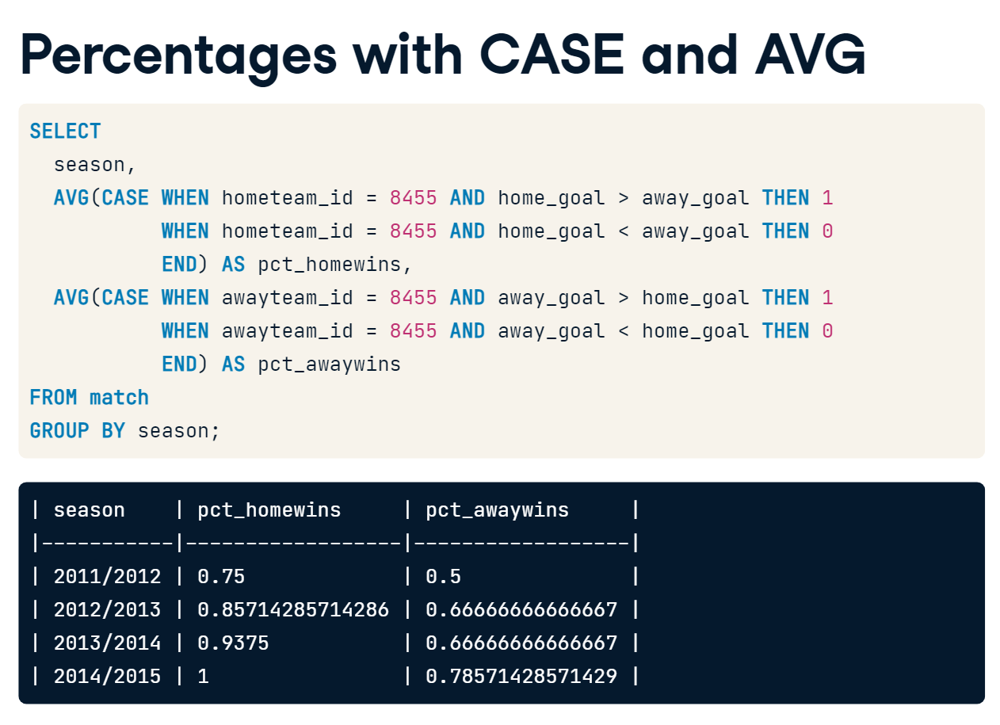 Percentages with CASE and AVG
SELECT
  season,
  AVG(CASE WHEN hometeam_id = 8455 AND home_goal > away_goal THEN 1
           WHEN hometeam_id = 8455 AND home_goal < away_goal THEN 0
           END) AS pct_homewins,
  AVG(CASE WHEN awayteam_id = 8455 AND away_goal > home_goal THEN 1
           WHEN awayteam_id = 8455 AND away_goal < home_goal THEN 0
           END) AS pct_awaywins
FROM match
GROUP BY season;
| season    | pct_homewins     | pct_awaywins     |
|-----------|------------------|------------------|
| 2011/2012 | 0.75             | 0.5              |
| 2012/2013 | 0.85714285714286 | 0.66666666666667 |
| 2013/2014 | 0.9375           | 0.66666666666667 |
| 2014/2015 | 1                | 0.78571428571429 |